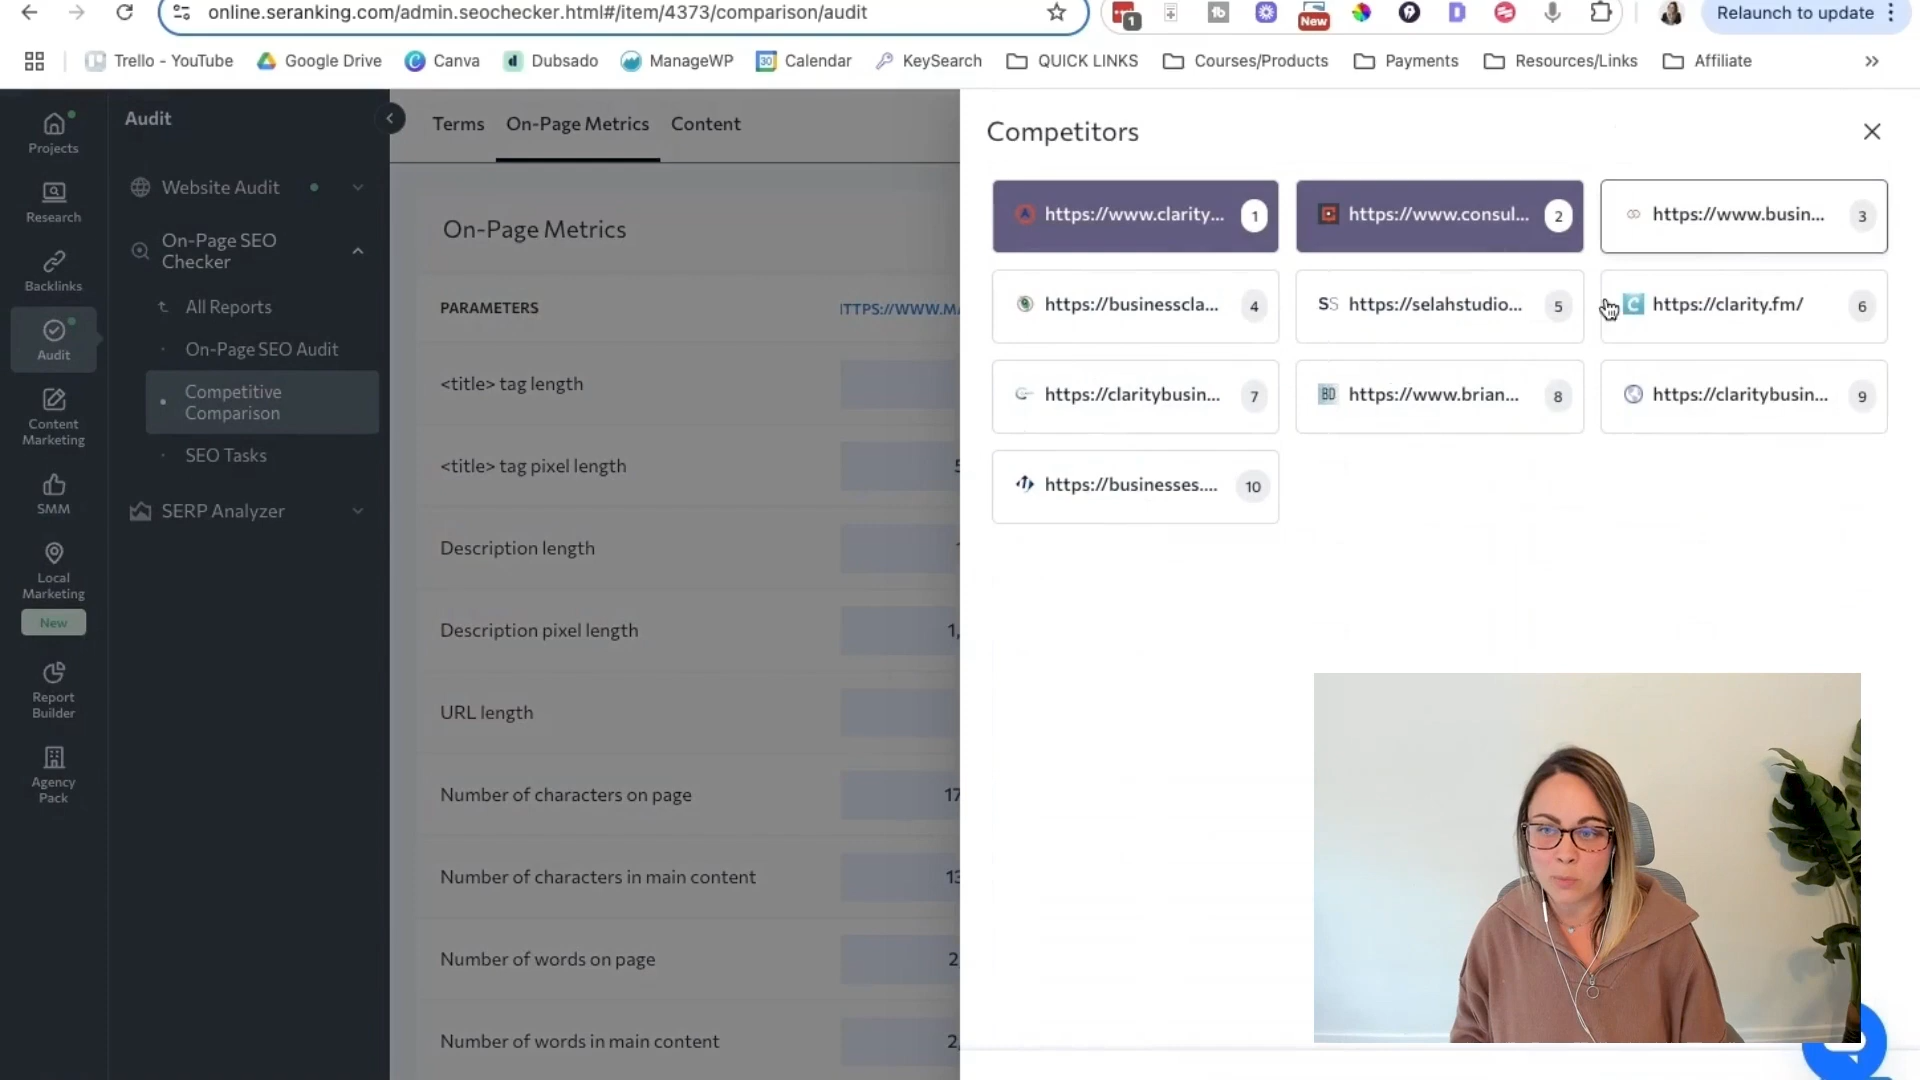 online.seranking.com/admin.seochecker.html#/item/4373/comparison/audit
1
New
Relaunch to update
Trello - YouTube
Google Drive
Canva
Dubsado
ManageWP
30
Calendar
KeySearch
QUICK LINKS
Courses/Products
Payments
Resources/Links
Affiliate
Projects
Research
Backlinks
Audit
Content
Marketing
SMM
Local
Marketing
New
Report
Builder
Agency
Pack
Audit
Website Audit
On-Page SEO
Checker
All Reports
On-Page SEO Audit
Competitive
Comparison
SEO Tasks
SERP Analyzer
Terms
On-Page Metrics
Content
On-Page Metrics
PARAMETERS
<title> tag length
<title> tag pixel length
Description length
Description pixel length
URL length
Number of characters on page
17
Number of characters in main content
13
Number of words on page
2
Number of words in main content
2,
Competitors
https://www.clarity... 1
https://www.consul... 2
https://www.busin... 3
https://businesscla... 4
SS https://selahstudio... 5
C https://clarity.fm/ 6
https://claritybusin... 7
BD https://www.brian... 8
https://claritybusin... 9
https://businesses.... 10